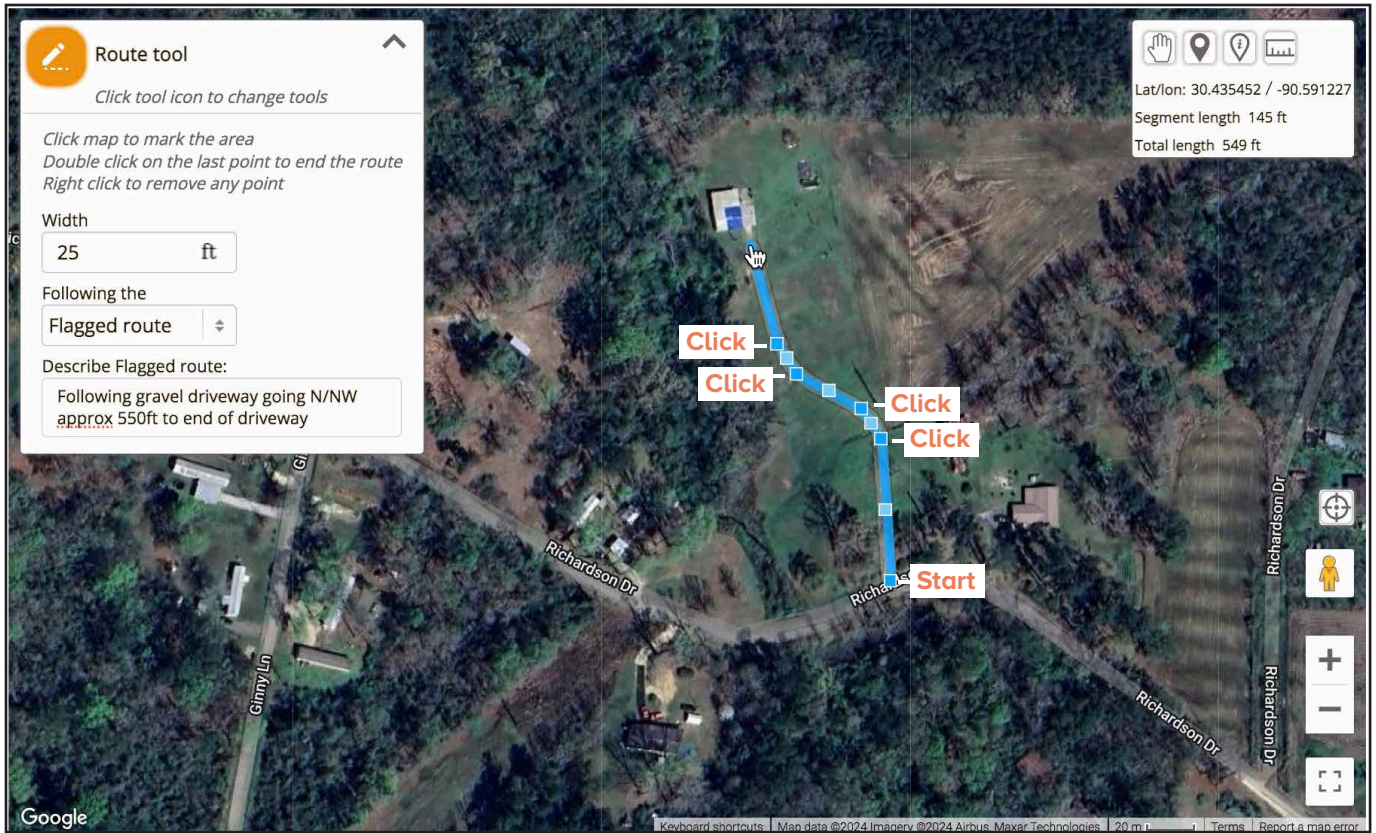 Route tool
Click tool icon to change tools
Click map to mark the area
Double click on the last point to end the route
Right click to remove any point
Width
25 ft
Following the
Flagged route
Describe Flagged route:
Following gravel driveway going N/NW
approx 550ft to end of driveway
Lat/lon: 30.435452 / -90.591227
Segment length 145 ft
Total length 549 ft
ic
Click
Click
Click
Click
Start
Gi
Richardson Dr
Richards
Richardson Dr
Richardson Dr
Richardson Dr
Ginny Ln
Google
Keyboard shortcuts
Map data ©2024 Imagery ©2024 Airbus, Maxar Technologies
20 m
Terms
Report a map error